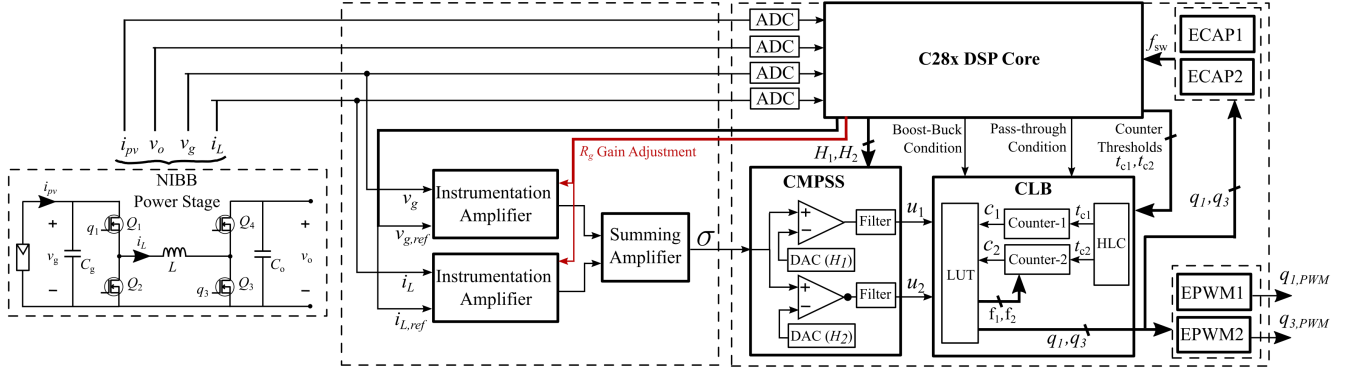 ADC
ADC
ADC
ADC
C28x DSP Core
f_sw
ECAP1
ECAP2
i_pv v_o v_g i_L
R_g Gain Adjustment
H_1,H_2
Boost-Buck
Condition
Pass-through
Condition
Counter
Thresholds
t_c1,t_c2
q_1,q_3
NIBB
Power Stage
i_pv
+
v_g
−
C_g
q_1
Q_1
Q_2
i_L
L
Q_4
q_3
Q_3
C_o
+
v_o
−
v_g
v_g,ref
Instrumentation
Amplifier
i_L
i_L,ref
Instrumentation
Amplifier
Summing
Amplifier
σ
CMPSS
+
−
Filter
DAC (H_1)
+
−
Filter
DAC (H_2)
u_1
u_2
CLB
LUT
c_1
Counter-1
t_c1
c_2
Counter-2
t_c2
HLC
f_1,f_2
q_1,q_3
EPWM1
q_1,PWM
EPWM2
q_3,PWM